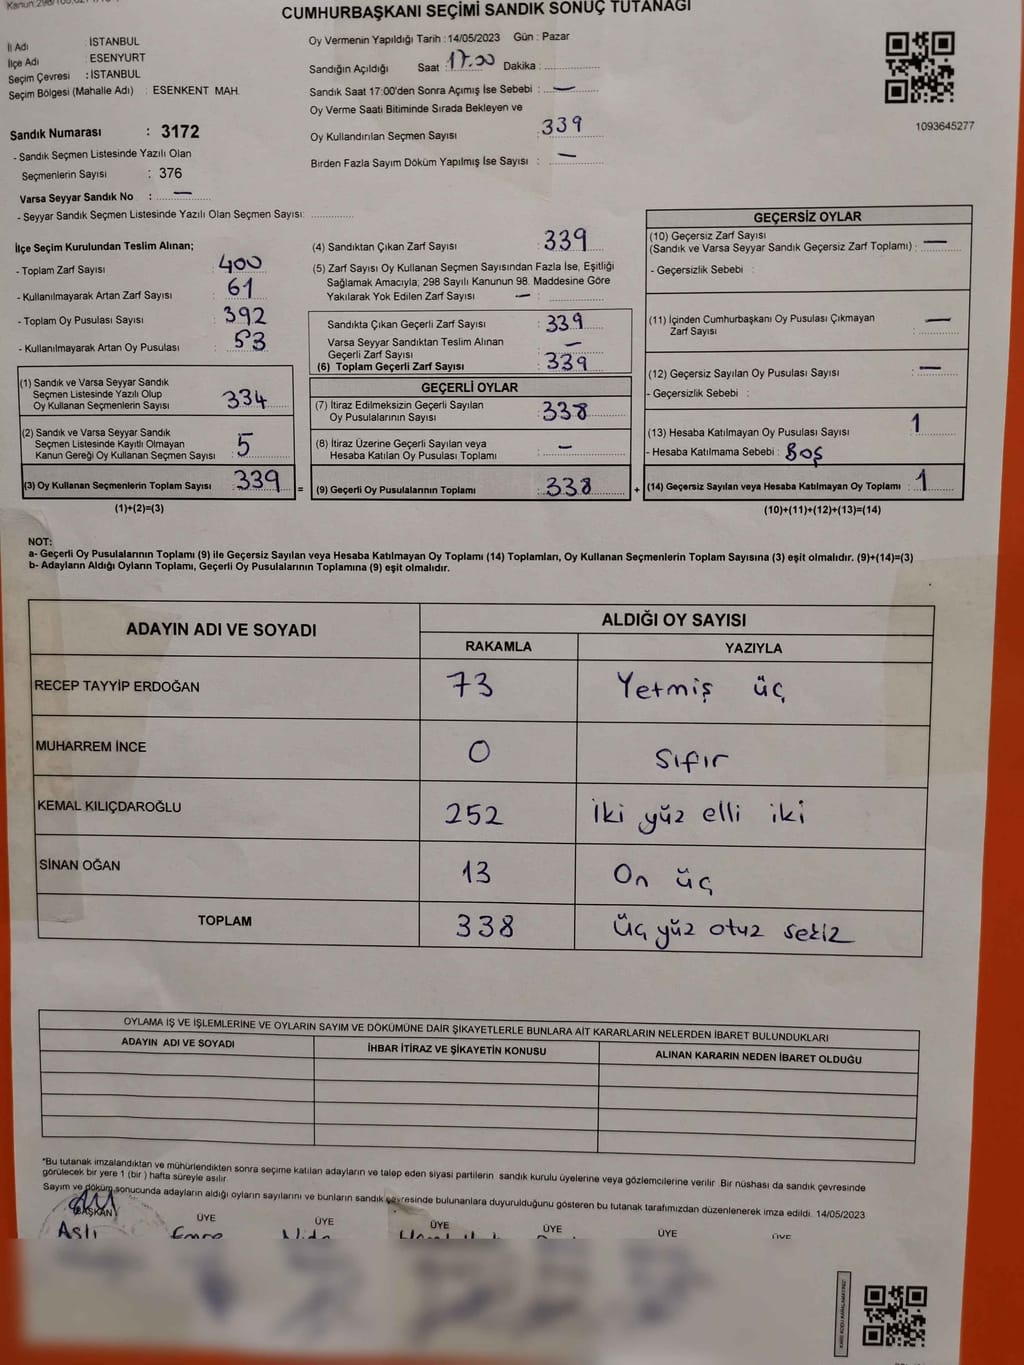 CUMHURBAŞKANI SEÇİMİ SANDIK SONUÇ TUTANAĞI
İl Adı : İSTANBUL
İlçe Adı : ESENYURT
Seçim Çevresi : İSTANBUL
Seçim Bölgesi (Mahalle Adı) : ESENKENT MAH.
Oy Vermenin Yapıldığı Tarih : 14/05/2023 Gün : Pazar
Sandığın Açıldığı Saat : 17.00 Dakika :
Sandık Saat 17:00'den Sonra Açımış İse Sebebi : —
Oy Verme Saati Bitiminde Sırada Bekleyen ve
Oy Kullandırılan Seçmen Sayısı 339
Birden Fazla Sayım Döküm Yapılmış İse Sayısı : —
1093645277
Sandık Numarası : 3172
- Sandık Seçmen Listesinde Yazılı Olan
Seçmenlerin Sayısı : 376
Varsa Seyyar Sandık No : —
- Seyyar Sandık Seçmen Listesinde Yazılı Olan Seçmen Sayısı:
İlçe Seçim Kurulundan Teslim Alınan;
- Toplam Zarf Sayısı : 400
- Kullanılmayarak Artan Zarf Sayısı : 61
- Toplam Oy Pusulası Sayısı : 392
- Kullanılmayarak Artan Oy Pusulası : 53
(1) Sandık ve Varsa Seyyar Sandık
Seçmen Listesinde Yazılı Olup
Oy Kullanan Seçmenlerin Sayısı : 334
(2) Sandık ve Varsa Seyyar Sandık
Seçmen Listesinde Kayıtlı Olmayan
Kanun Gereği Oy Kullanan Seçmen Sayısı : 5
(3) Oy Kullanan Seçmenlerin Toplam Sayısı : 339
(1)+(2)=(3)
(4) Sandıktan Çıkan Zarf Sayısı : 339
(5) Zarf Sayısı Oy Kullanan Seçmen Sayısından Fazla İse, Eşitliği
Sağlamak Amacıyla; 298 Sayılı Kanunun 98. Maddesine Göre
Yakılarak Yok Edilen Zarf Sayısı — :
Sandıkta Çıkan Geçerli Zarf Sayısı : 339
Varsa Seyyar Sandıktan Teslim Alınan
Geçerli Zarf Sayısı : —
(6) Toplam Geçerli Zarf Sayısı : 339
GEÇERLİ OYLAR
(7) İtiraz Edilmeksizin Geçerli Sayılan
Oy Pusulalarının Sayısı : 338
(8) İtiraz Üzerine Geçerli Sayılan veya
Hesaba Katılan Oy Pusulası Toplamı : —
= (9) Geçerli Oy Pusulalarının Toplamı : 338
GEÇERSİZ OYLAR
(10) Geçersiz Zarf Sayısı
(Sandık ve Varsa Seyyar Sandık Geçersiz Zarf Toplamı) : —
- Geçersizlik Sebebi :
(11) İçinden Cumhurbaşkanı Oy Pusulası Çıkmayan
Zarf Sayısı : —
(12) Geçersiz Sayılan Oy Pusulası Sayısı : —
- Geçersizlik Sebebi :
(13) Hesaba Katılmayan Oy Pusulası Sayısı : 1
- Hesaba Katılmama Sebebi : Boş
+ (14) Geçersiz Sayılan veya Hesaba Katılmayan Oy Toplamı : 1
(10)+(11)+(12)+(13)=(14)
NOT:
a- Geçerli Oy Pusulalarının Toplamı (9) ile Geçersiz Sayılan veya Hesaba Katılmayan Oy Toplamı (14) Toplamları, Oy Kullanan Seçmenlerin Toplam Sayısına (3) eşit olmalıdır. (9)+(14)=(3)
b- Adayların Aldığı Oyların Toplamı, Geçerli Oy Pusulalarının Toplamına (9) eşit olmalıdır.
ADAYIN ADI VE SOYADI ALDIĞI OY SAYISI
RAKAMLA YAZIYLA
RECEP TAYYİP ERDOĞAN 73 Yetmiş üç
MUHARREM İNCE 0 Sıfır
KEMAL KILIÇDAROĞLU 252 İki yüz elli iki
SİNAN OĞAN 13 On üç
TOPLAM 338 Üç yüz otuz sekiz
OYLAMA İŞ VE İŞLEMLERİNE VE OYLARIN SAYIM VE DÖKÜMÜNE DAİR ŞİKAYETLERLE BUNLARA AİT KARARLARIN NELERDEN İBARET BULUNDUKLARI
ADAYIN ADI VE SOYADI İHBAR İTİRAZ VE ŞİKAYETİN KONUSU ALINAN KARARIN NEDEN İBARET OLDUĞU
*Bu tutanak imzalandıktan ve mühürlendikten sonra seçime katılan adayların ve talep eden siyasi partilerin sandık kurulu üyelerine veya gözlemcilerine verilir. Bir nüshası da sandık çevresinde
görülecek bir yere 1 (bir) hafta süreyle asılır.
Sayım ve döküm sonucunda adayların aldığı oyların sayılarını ve bunların sandık çevresinde bulunanlara duyurulduğunu gösteren bu tutanak tarafımızdan düzenlenerek imza edildi. 14/05/2023
BAŞKAN ÜYE ÜYE ÜYE ÜYE ÜYE ÜYE
Aslı Emre